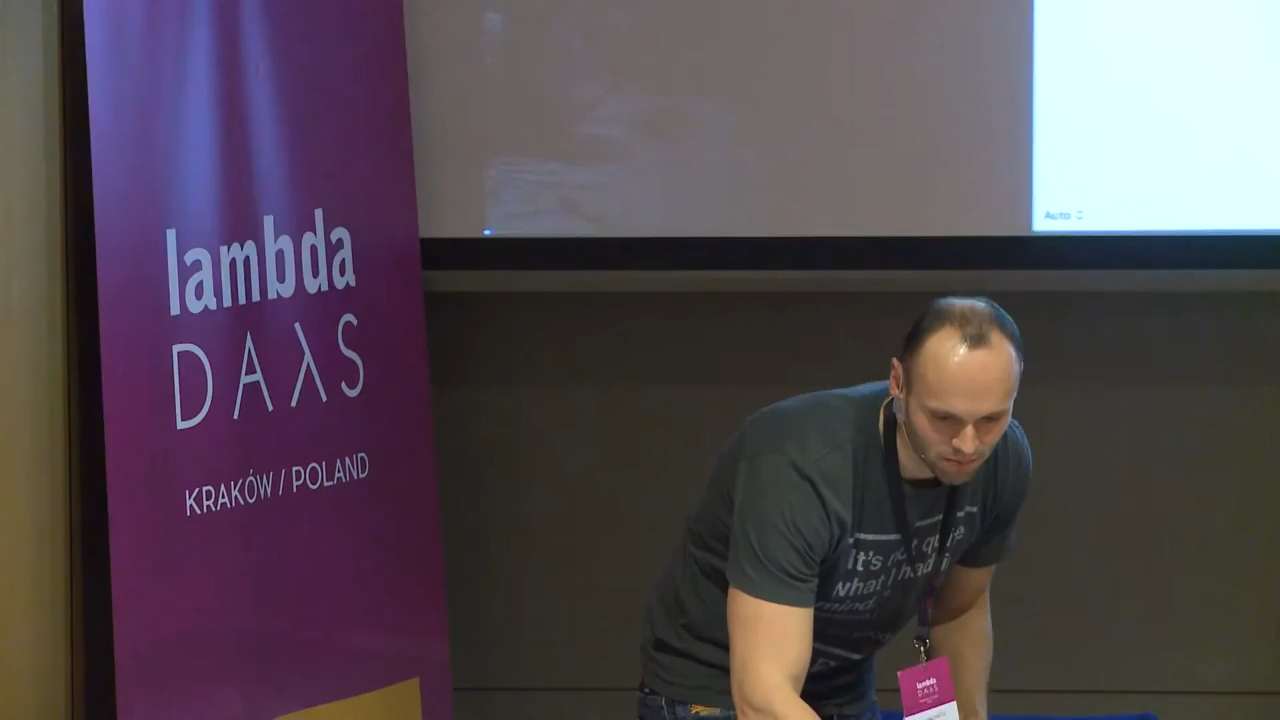 lambda
DAλS
KRAKÓW / POLAND
Auto
It's not quite
What I had in
mind."
lambda
DAλS